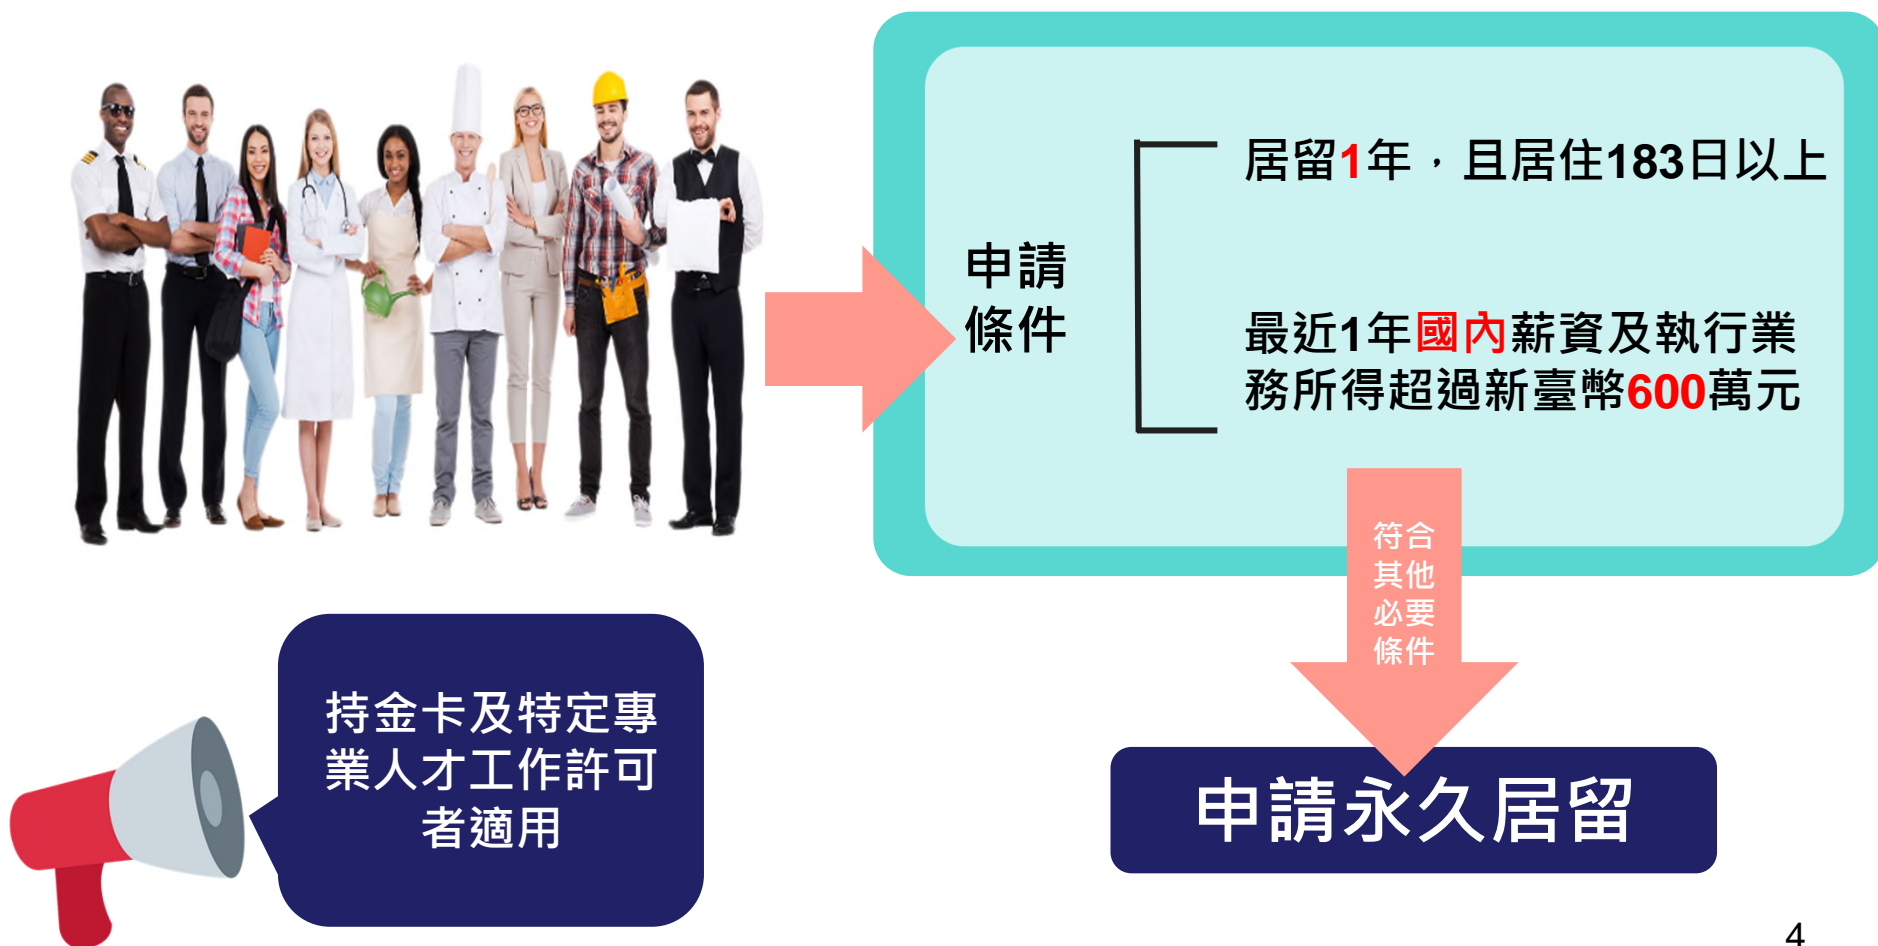 申請
條件
居留1年，且居住183日以上
最近1年國內薪資及執行業
務所得超過新臺幣600萬元
符合
其他
必要
條件
申請永久居留
持金卡及特定專
業人才工作許可
者適用
4